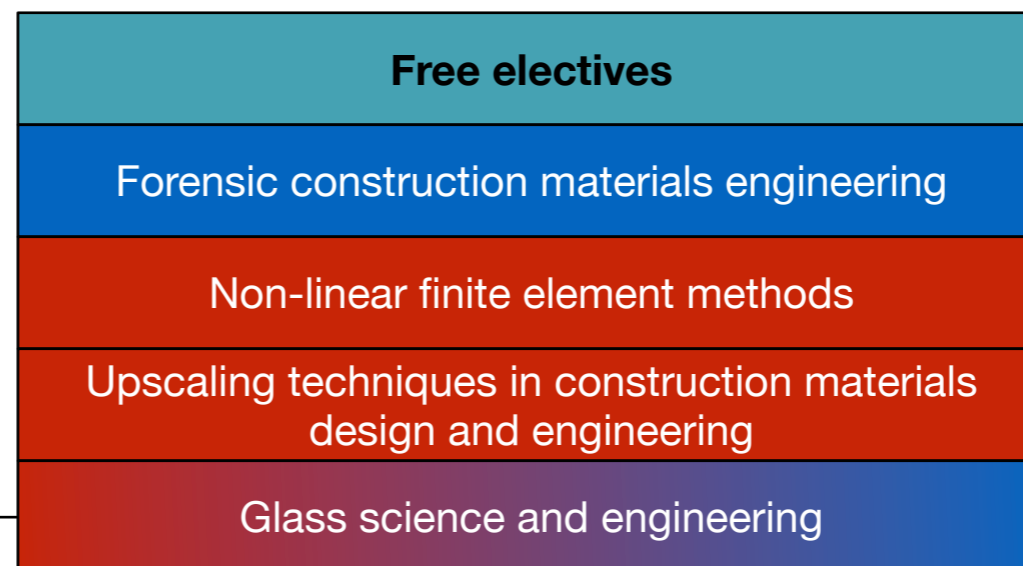 Free electives
Forensic construction materials engineering
Non-linear finite element methods
Upscaling techniques in construction materials
design and engineering
Glass science and engineering